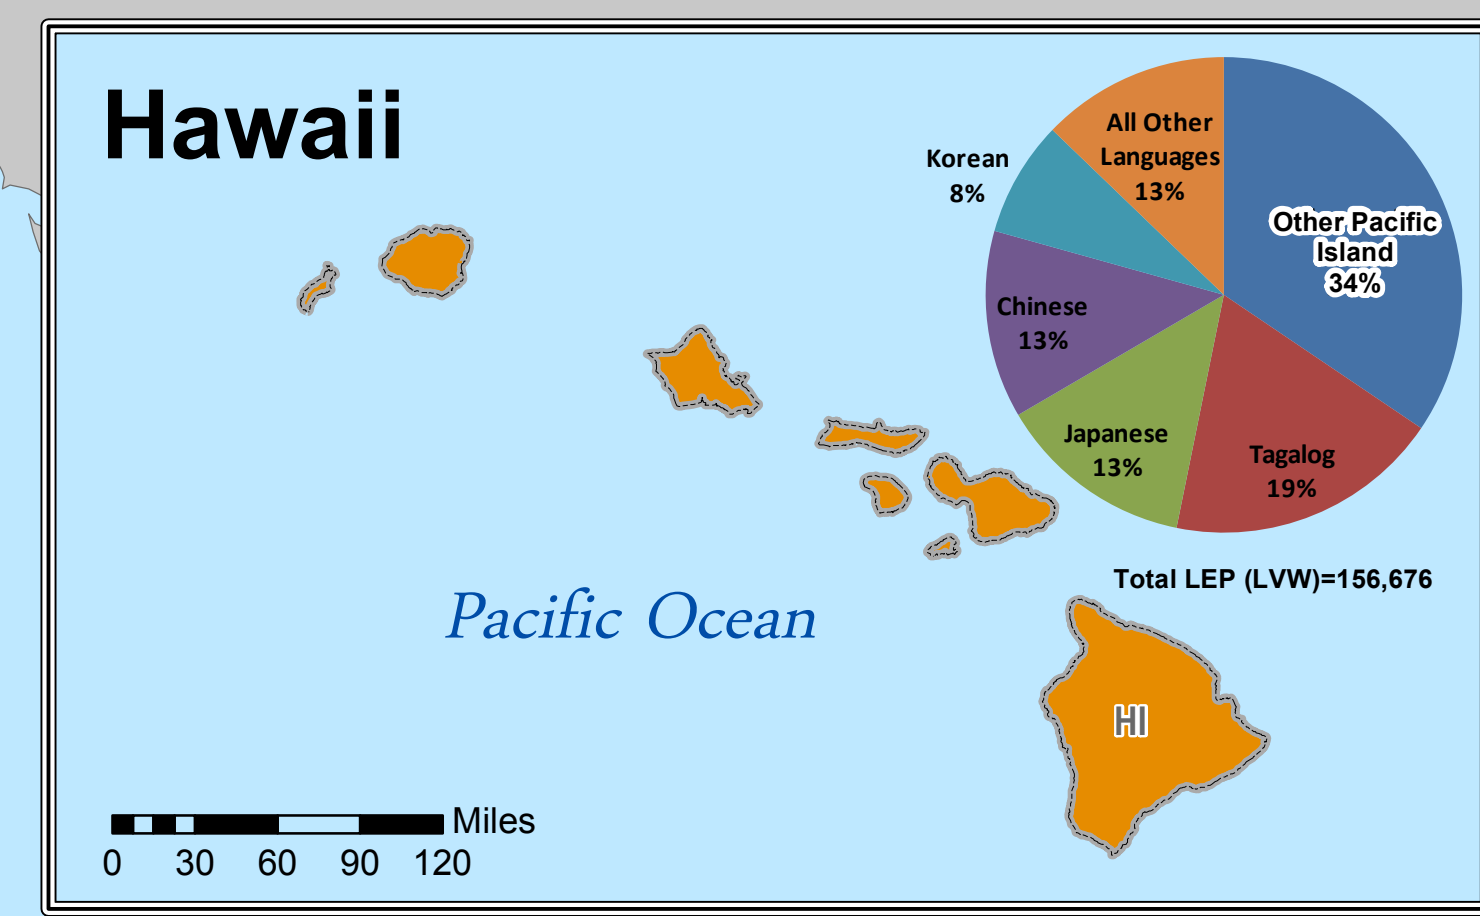 Hawaii
All Other
Languages
13%
Korean
8%
Other Pacific
Island
34%
Chinese
13%
Japanese
13%
Tagalog
19%
Total LEP (LVW)=156,676
Pacific Ocean
HI
Miles
0 30 60 90 120